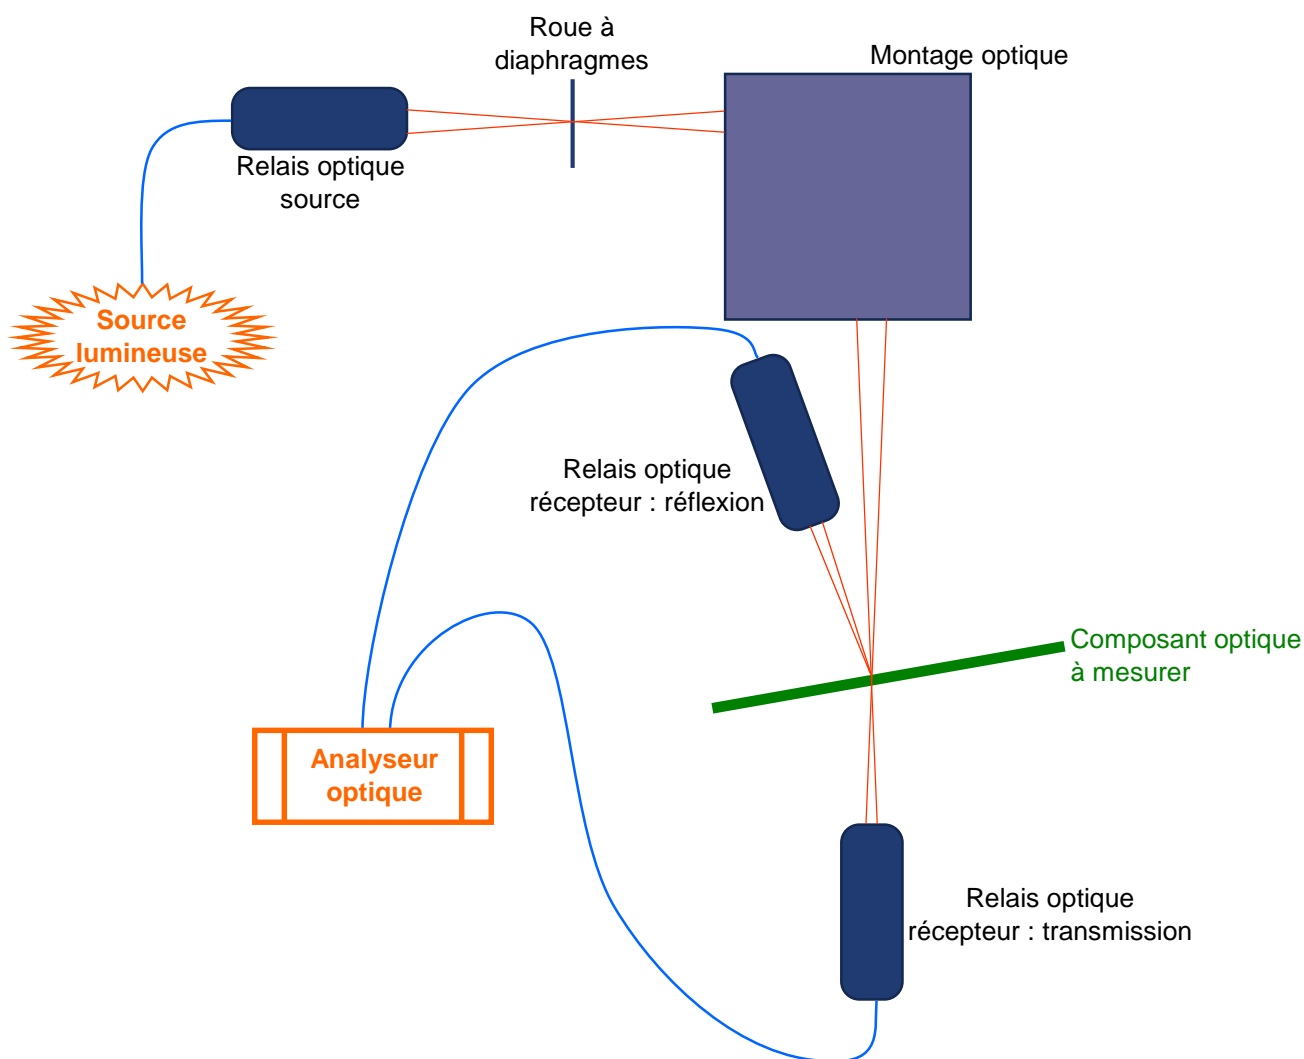 Roue à
diaphragmes
Montage optique
Relais optique
source
Source
lumineuse
Relais optique
récepteur : réflexion
Composant optique
à mesurer
Analyseur
optique
Relais optique
récepteur : transmission